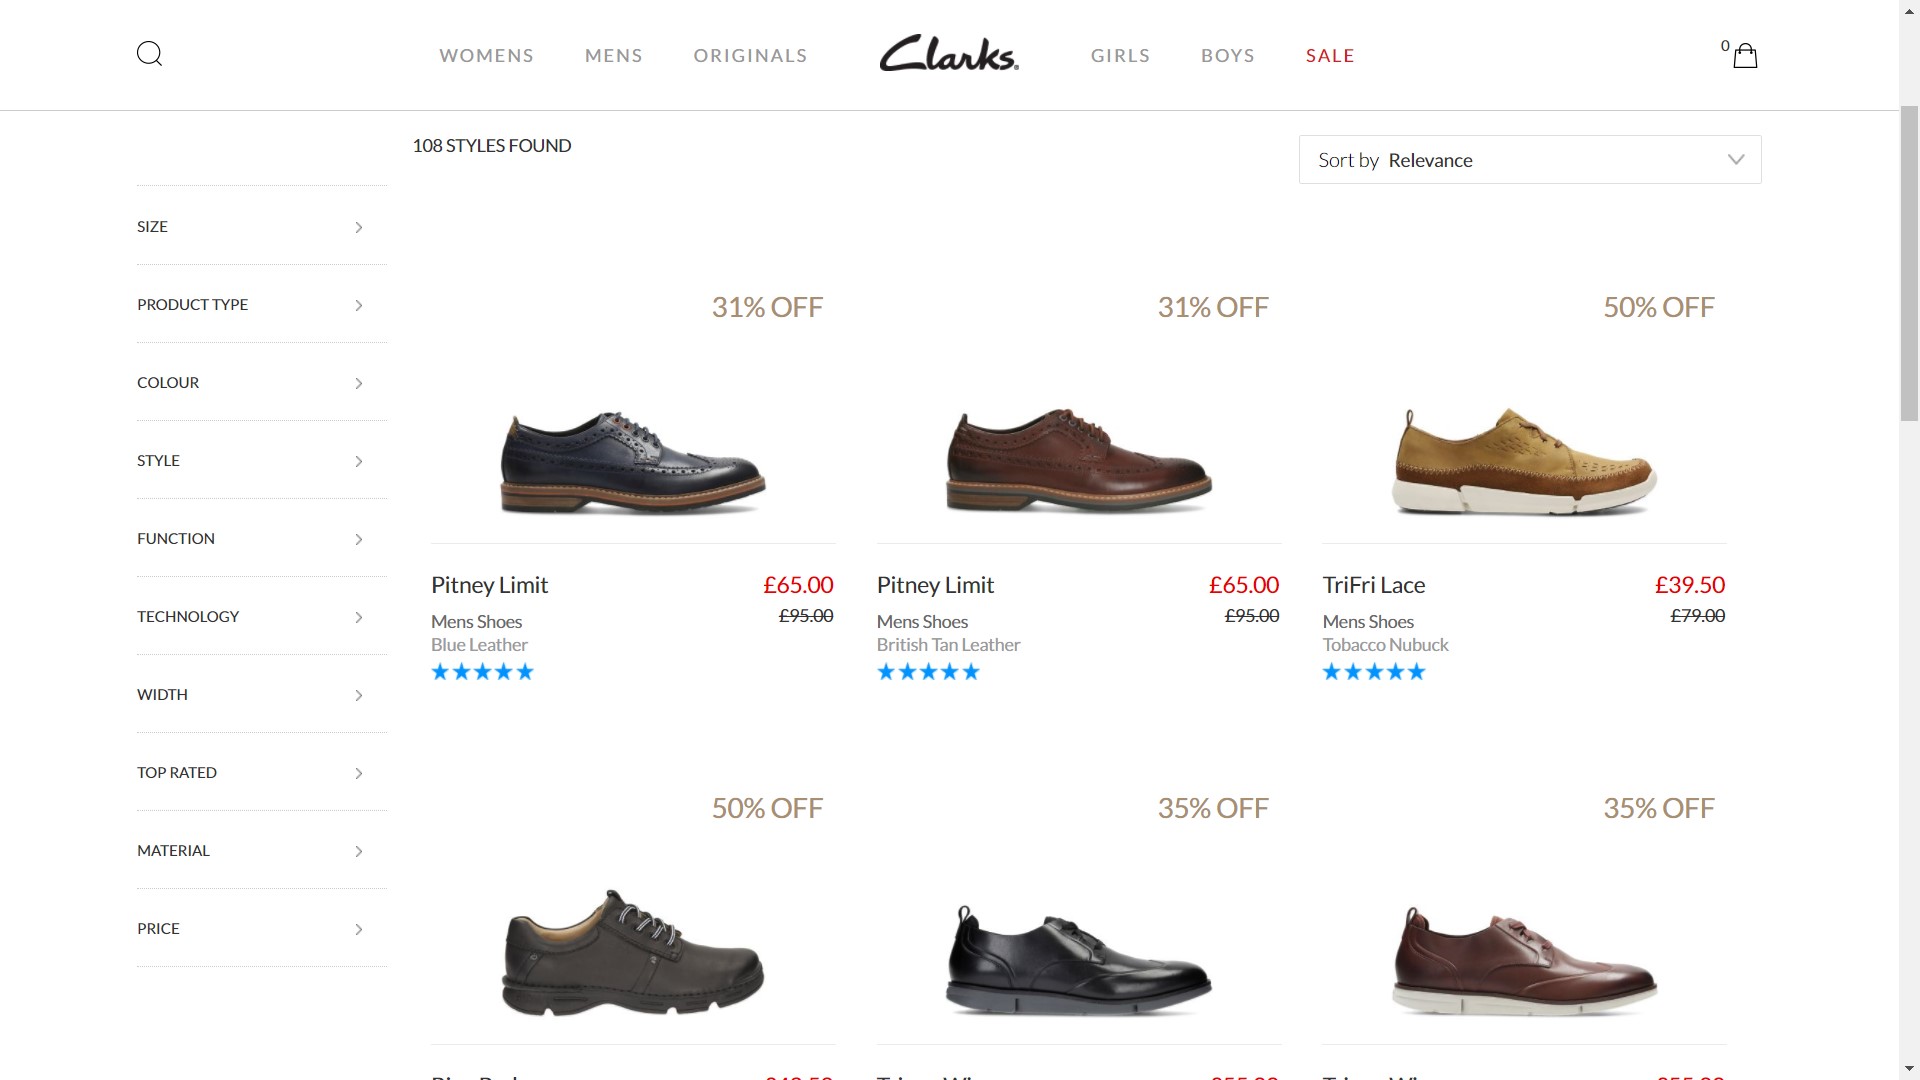 WOMENS MENS ORIGINALS Clarks. GIRLS BOYS SALE 0
108 STYLES FOUND
Sort by Relevance
SIZE
PRODUCT TYPE
COLOUR
STYLE
FUNCTION
TECHNOLOGY
WIDTH
TOP RATED
MATERIAL
PRICE
31% OFF
Pitney Limit £65.00
£95.00
Mens Shoes
Blue Leather
31% OFF
Pitney Limit £65.00
£95.00
Mens Shoes
British Tan Leather
50% OFF
TriFri Lace £39.50
£79.00
Mens Shoes
Tobacco Nubuck
50% OFF
35% OFF
35% OFF